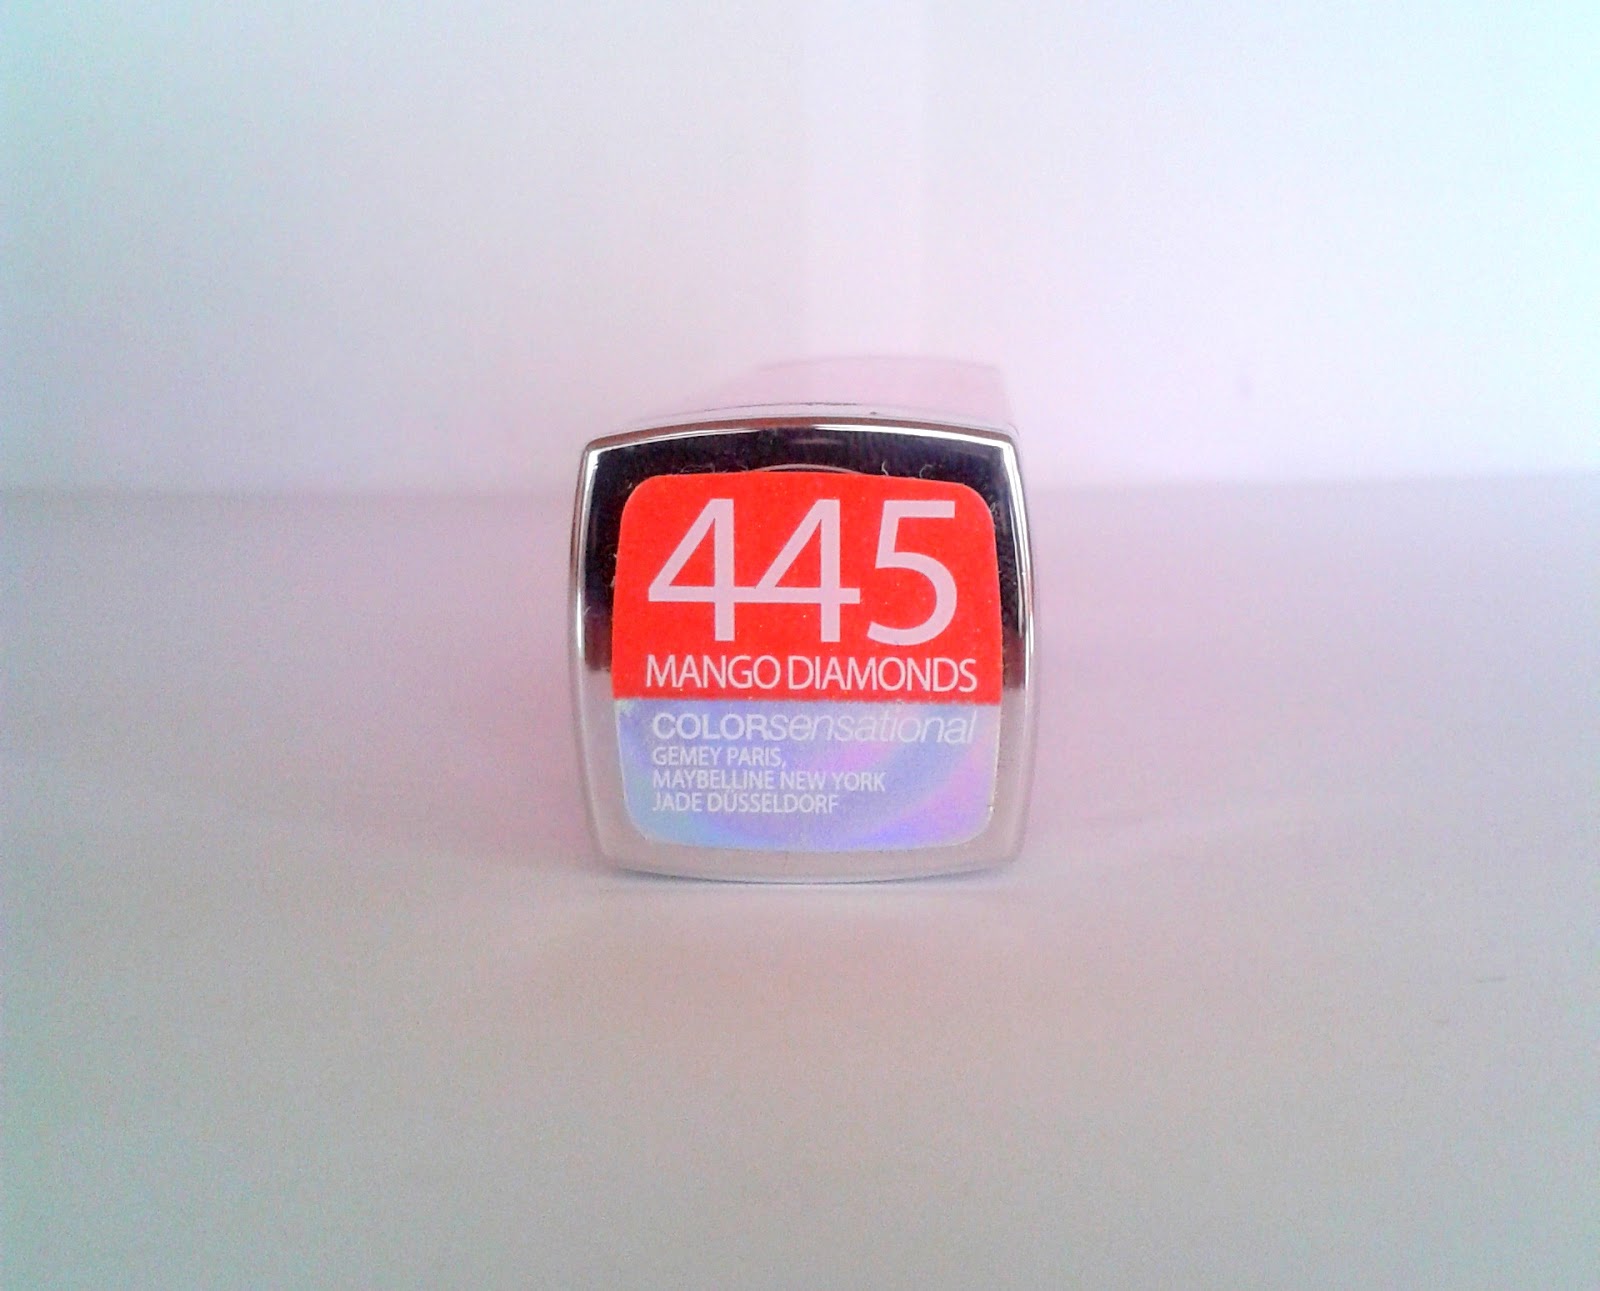 445
MANGO DIAMONDS
COLORsensational
GEMEY PARIS,
MAYBELLINE NEW YORK
JADE DÜSSELDORF